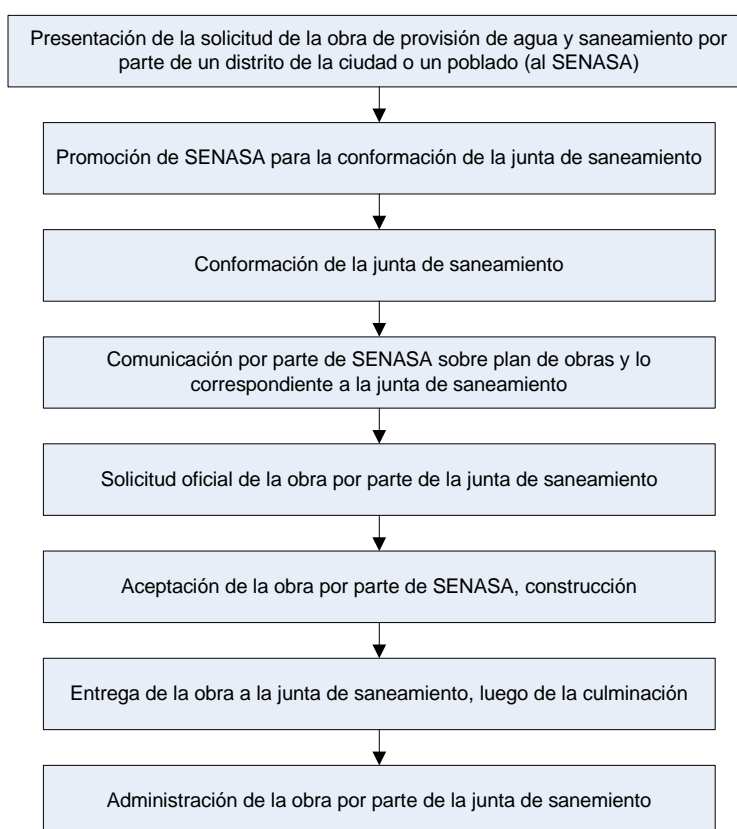 Presentación de la solicitud de la obra de provisión de agua y saneamiento por
parte de un distrito de la ciudad o un poblado (al SENASA)
Promoción de SENASA para la conformación de la junta de saneamiento
Conformación de la junta de saneamiento
Comunicación por parte de SENASA sobre plan de obras y lo
correspondiente a la junta de saneamiento
Solicitud oficial de la obra por parte de la junta de saneamiento
Aceptación de la obra por parte de SENASA, construcción
Entrega de la obra a la junta de saneamiento, luego de la culminación
Administración de la obra por parte de la junta de sanemiento